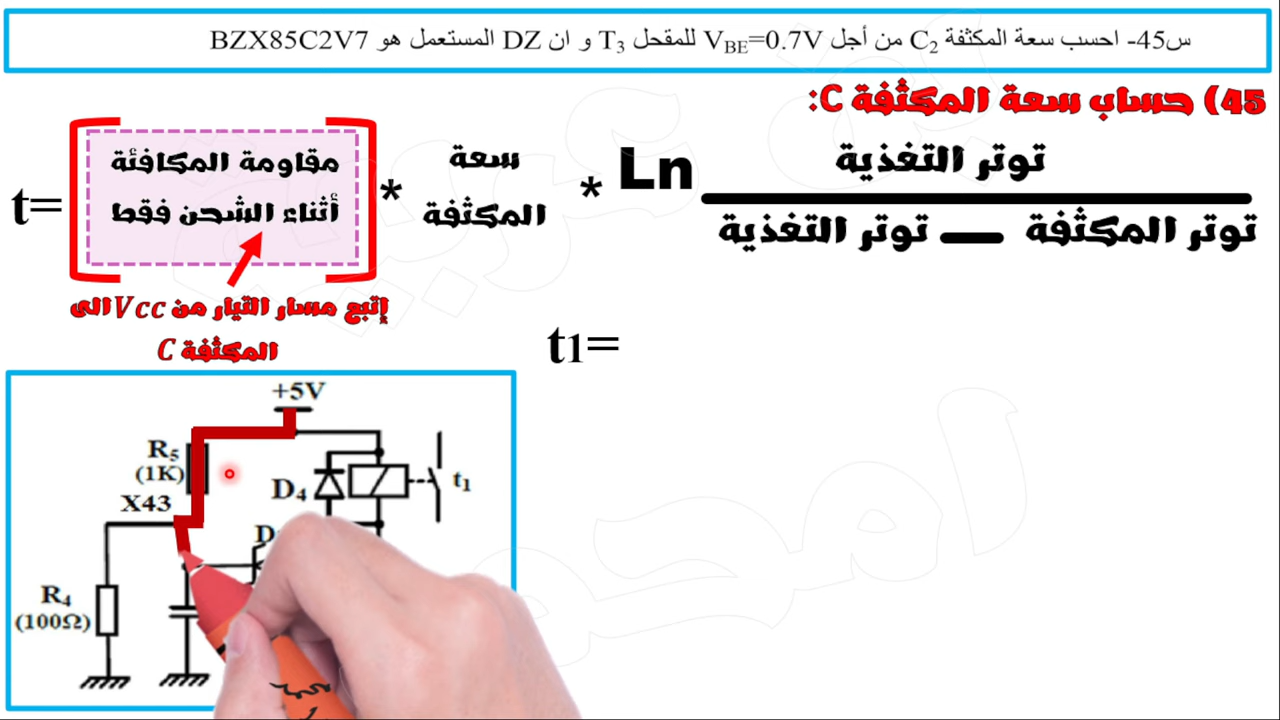 س45- احسب سعة المكثفة C2 من أجل VBE=0.7V للمقحل T3 و ان DZ المستعمل هو BZX85C2V7
45) حساب سعة المكثفة C:
t= [مقاومة المكافئة أثناء الشحن فقط] * سعة المكثفة * Ln توتر التغذية
توتر المكثفة — توتر التغذية
إتبع مسار التيار من Vcc الى
المكثفة C
t1=
+5V
R5
(1K)
X43
D4
t1
D
R4
(100Ω)